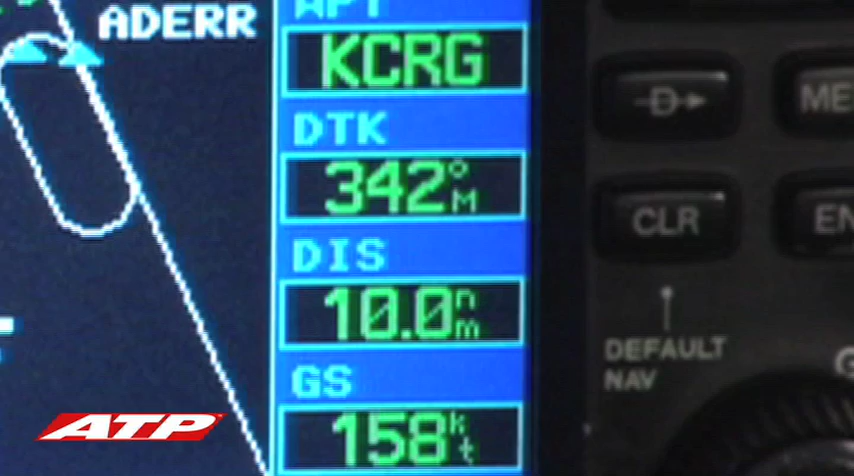 APT
ADERR
KCRG
DTK
342°M
DIS
10.0nm
GS
158kt
D
CLR
DEFAULT
NAV
ATP